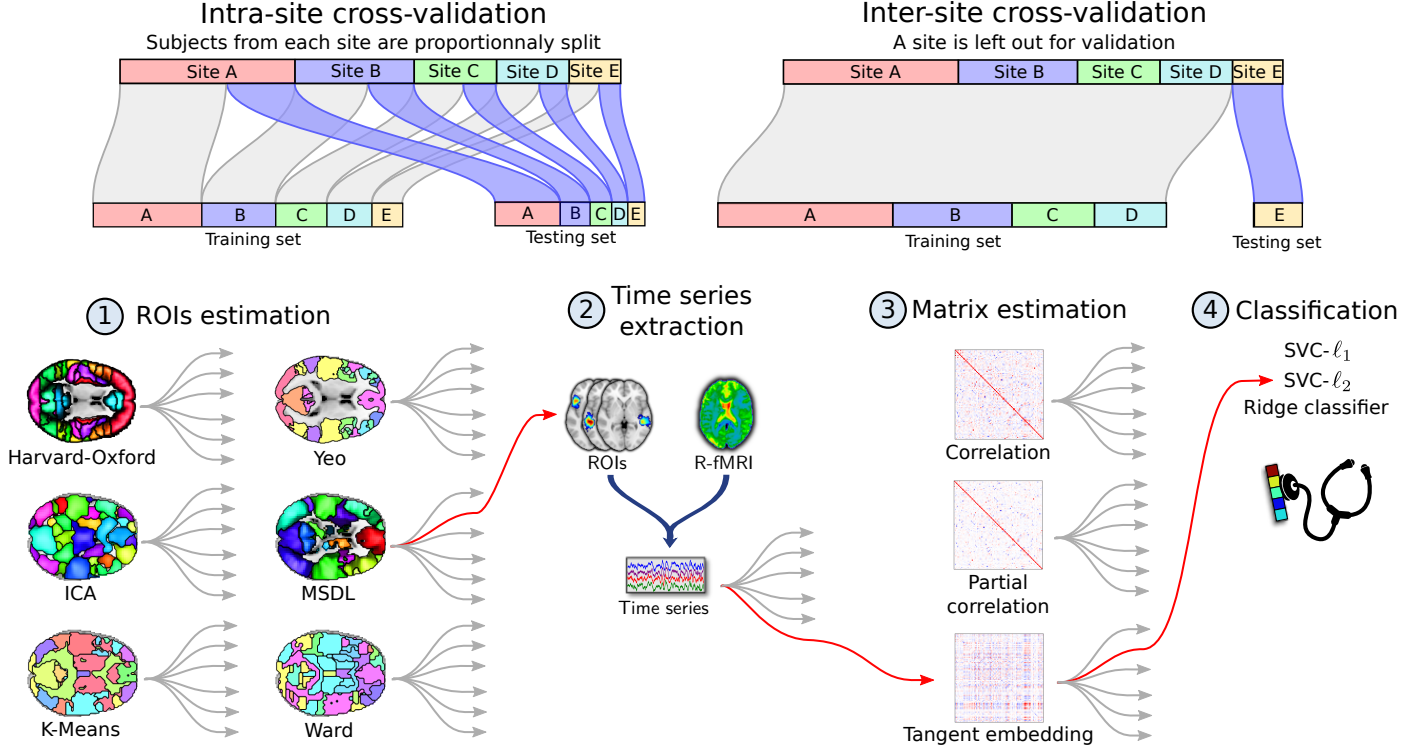 Intra-site cross-validation
Subjects from each site are proportionnaly split
Site A Site B Site C Site D Site E
A B C D E
Training set
A B C D E
Testing set
Inter-site cross-validation
A site is left out for validation
Site A Site B Site C Site D Site E
A B C D
Training set
E
Testing set
1 ROIs estimation
Harvard-Oxford
Yeo
ICA
MSDL
K-Means
Ward
2 Time series
extraction
ROIs
R-fMRI
Time series
3 Matrix estimation
Correlation
Partial
correlation
Tangent embedding
4 Classification
SVC-ℓ₁
SVC-ℓ₂
Ridge classifier